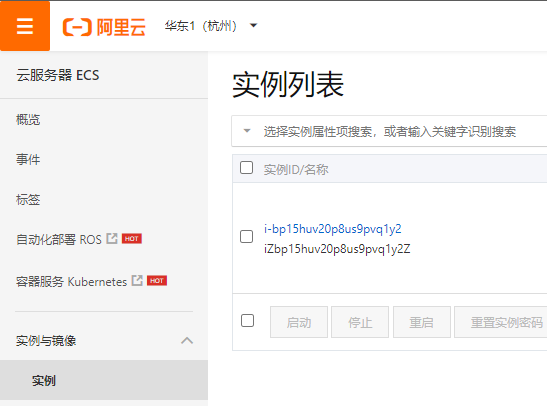 阿里云 华东1（杭州）
云服务器 ECS
概览
事件
标签
自动化部署 ROS HOT
容器服务 Kubernetes HOT
实例与镜像
实例
实例列表
选择实例属性项搜索，或者输入关键字识别搜索
实例ID/名称
i-bp15huv20p8us9pvq1y2
iZbp15huv20p8us9pvq1y2Z
启动 停止 重启 重置实例密码